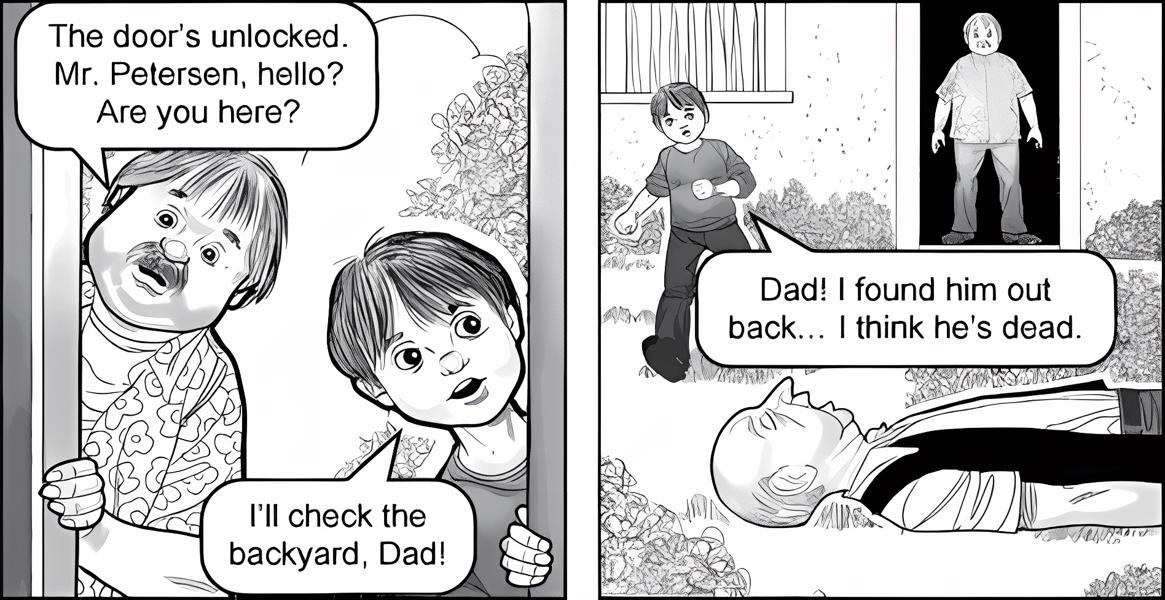 The door's unlocked.
Mr. Petersen, hello?
Are you here?
I'll check the
backyard, Dad!
Dad! I found him out
back... I think he's dead.